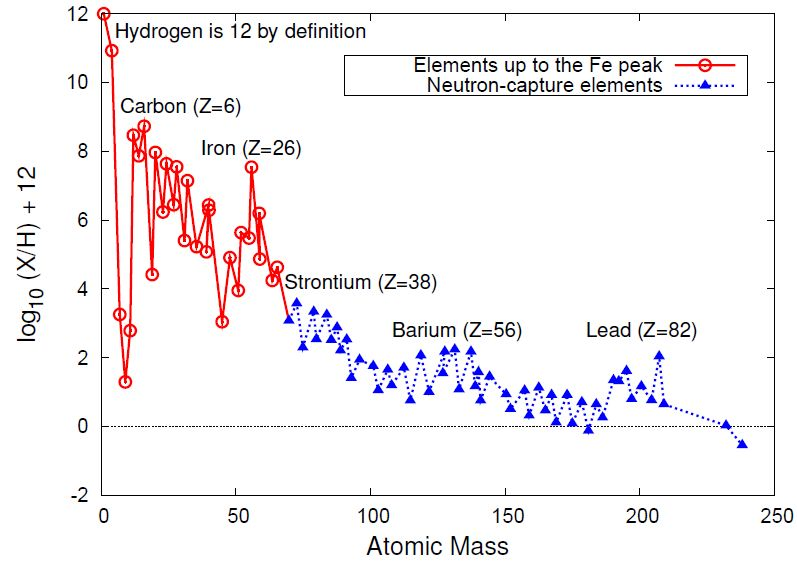 Hydrogen is 12 by definition
Elements up to the Fe peak
Neutron-capture elements
Carbon (Z=6)
Iron (Z=26)
Strontium (Z=38)
Barium (Z=56)
Lead (Z=82)
log10 (X/H) + 12
12
10
8
6
4
2
0
-2
0
50
100
150
200
250
Atomic Mass